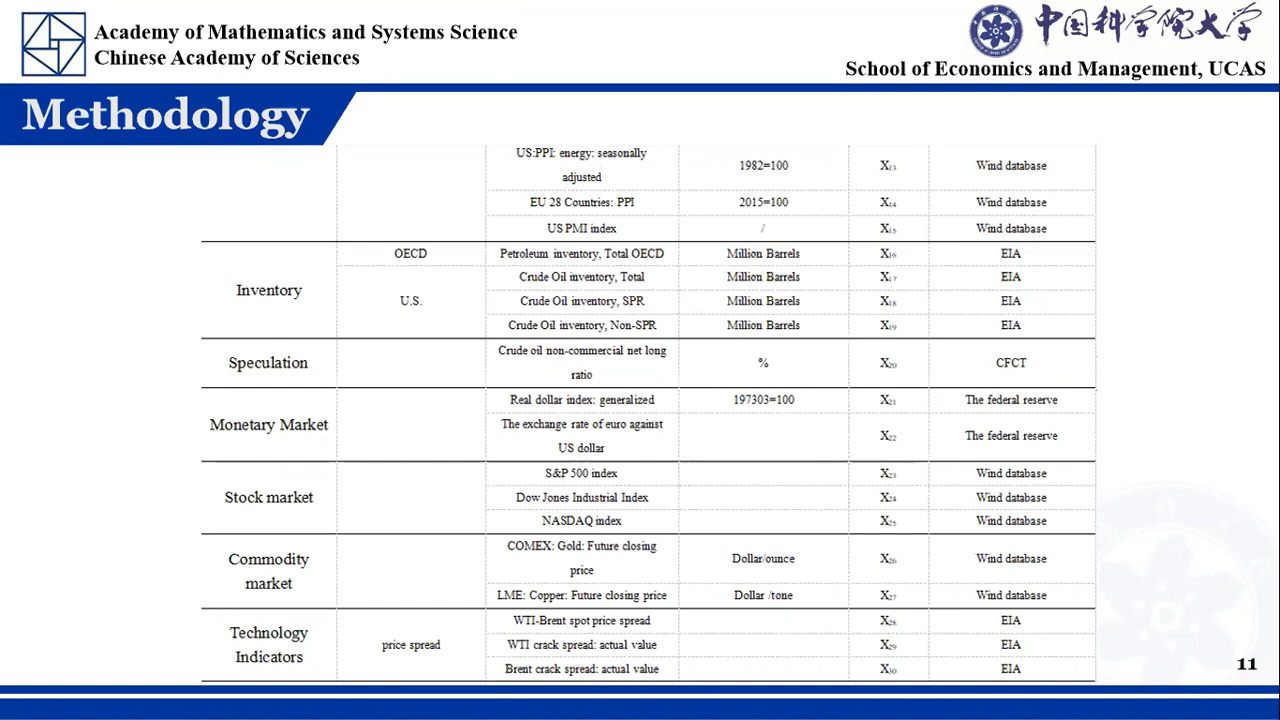 Academy of Mathematics and Systems Science
Chinese Academy of Sciences
中国科学院大学
School of Economics and Management, UCAS
Methodology
US:PPI: energy: seasonally
adjusted
1982=100
X₁₃
Wind database
EU 28 Countries: PPI
2015=100
X₁₄
Wind database
US PMI index
/
X₁₅
Wind database
Inventory
OECD
Petroleum inventory, Total OECD
Million Barrels
X₁₆
EIA
U.S.
Crude Oil inventory, Total
Million Barrels
X₁₇
EIA
Crude Oil inventory, SPR
Million Barrels
X₁₈
EIA
Crude Oil inventory, Non-SPR
Million Barrels
X₁₉
EIA
Speculation
Crude oil non-commercial net long
ratio
%
X₂₀
CFCT
Monetary Market
Real dollar index: generalized
197303=100
X₂₁
The federal reserve
The exchange rate of euro against
US dollar
X₂₂
The federal reserve
Stock market
S&P 500 index
X₂₃
Wind database
Dow Jones Industrial Index
X₂₄
Wind database
NASDAQ index
X₂₅
Wind database
Commodity
market
COMEX: Gold: Future closing
price
Dollar/ounce
X₂₆
Wind database
LME: Copper: Future closing price
Dollar /tone
X₂₇
Wind database
Technology
Indicators
price spread
WTI-Brent spot price spread
X₂₈
EIA
WTI crack spread: actual value
X₂₉
EIA
Brent crack spread: actual value
X₃₀
EIA
11